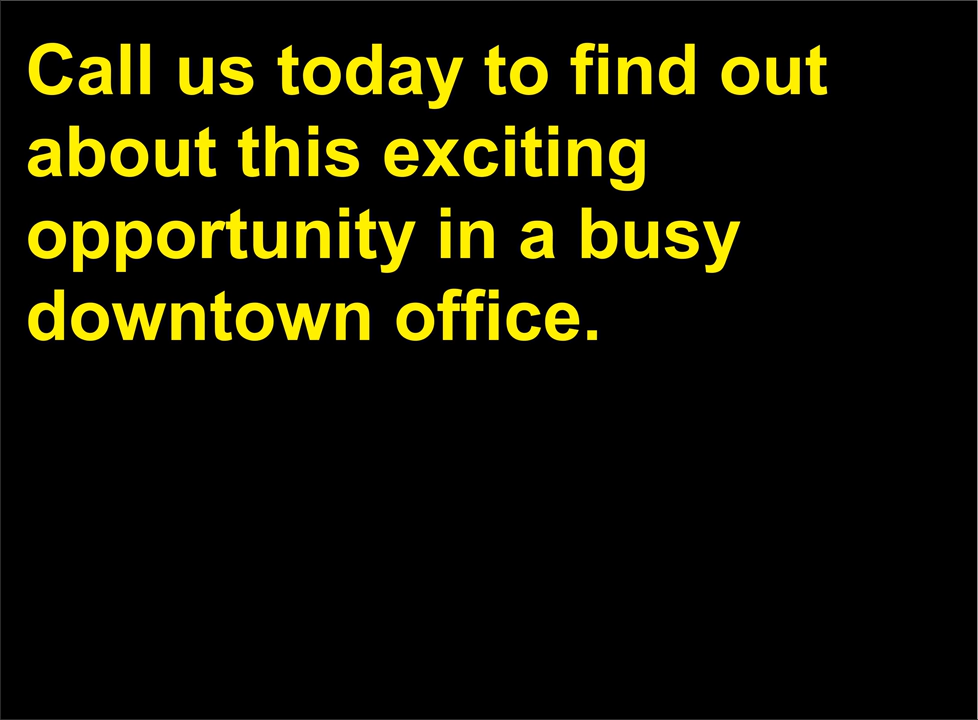 Call us today to find out
about this exciting
opportunity in a busy
downtown office.